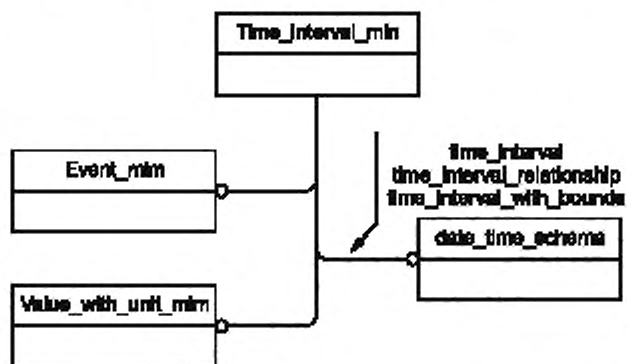 Time_interval_mim
Event_mim
time_interval
time_interval_relationship
time_interval_with_bounds
date_time_schema
Value_with_unit_mim